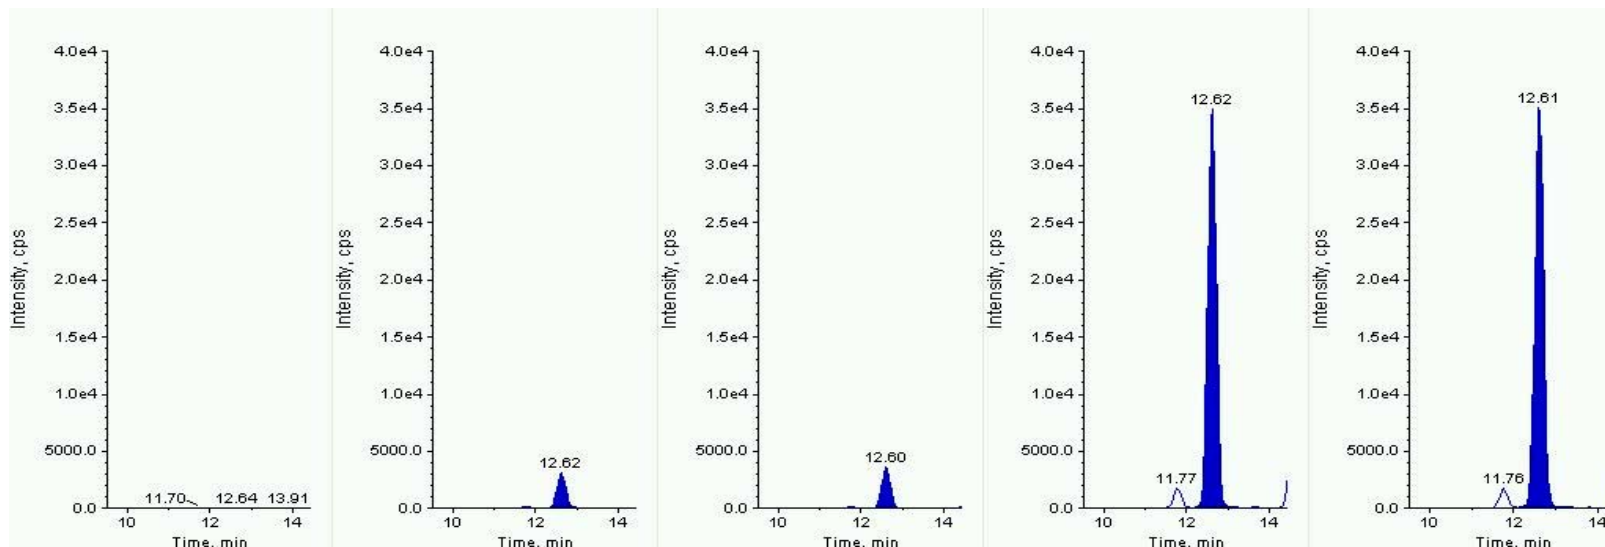 4.0e4
3.5e4
3.0e4
2.5e4
2.0e4
1.5e4
1.0e4
5000.0
0.0
Intensity, cps
11.70
12.64
13.91
10 12 14
Time, min
4.0e4
3.5e4
3.0e4
2.5e4
2.0e4
1.5e4
1.0e4
5000.0
0.0
Intensity, cps
12.62
10 12 14
Time, min
4.0e4
3.5e4
3.0e4
2.5e4
2.0e4
1.5e4
1.0e4
5000.0
0.0
Intensity, cps
12.60
10 12 14
Time, min
4.0e4
3.5e4
3.0e4
2.5e4
2.0e4
1.5e4
1.0e4
5000.0
0.0
Intensity, cps
12.62
11.77
10 12 14
Time, min
4.0e4
3.5e4
3.0e4
2.5e4
2.0e4
1.5e4
1.0e4
5000.0
0.0
Intensity, cps
12.61
11.76
10 12 14
Time, min